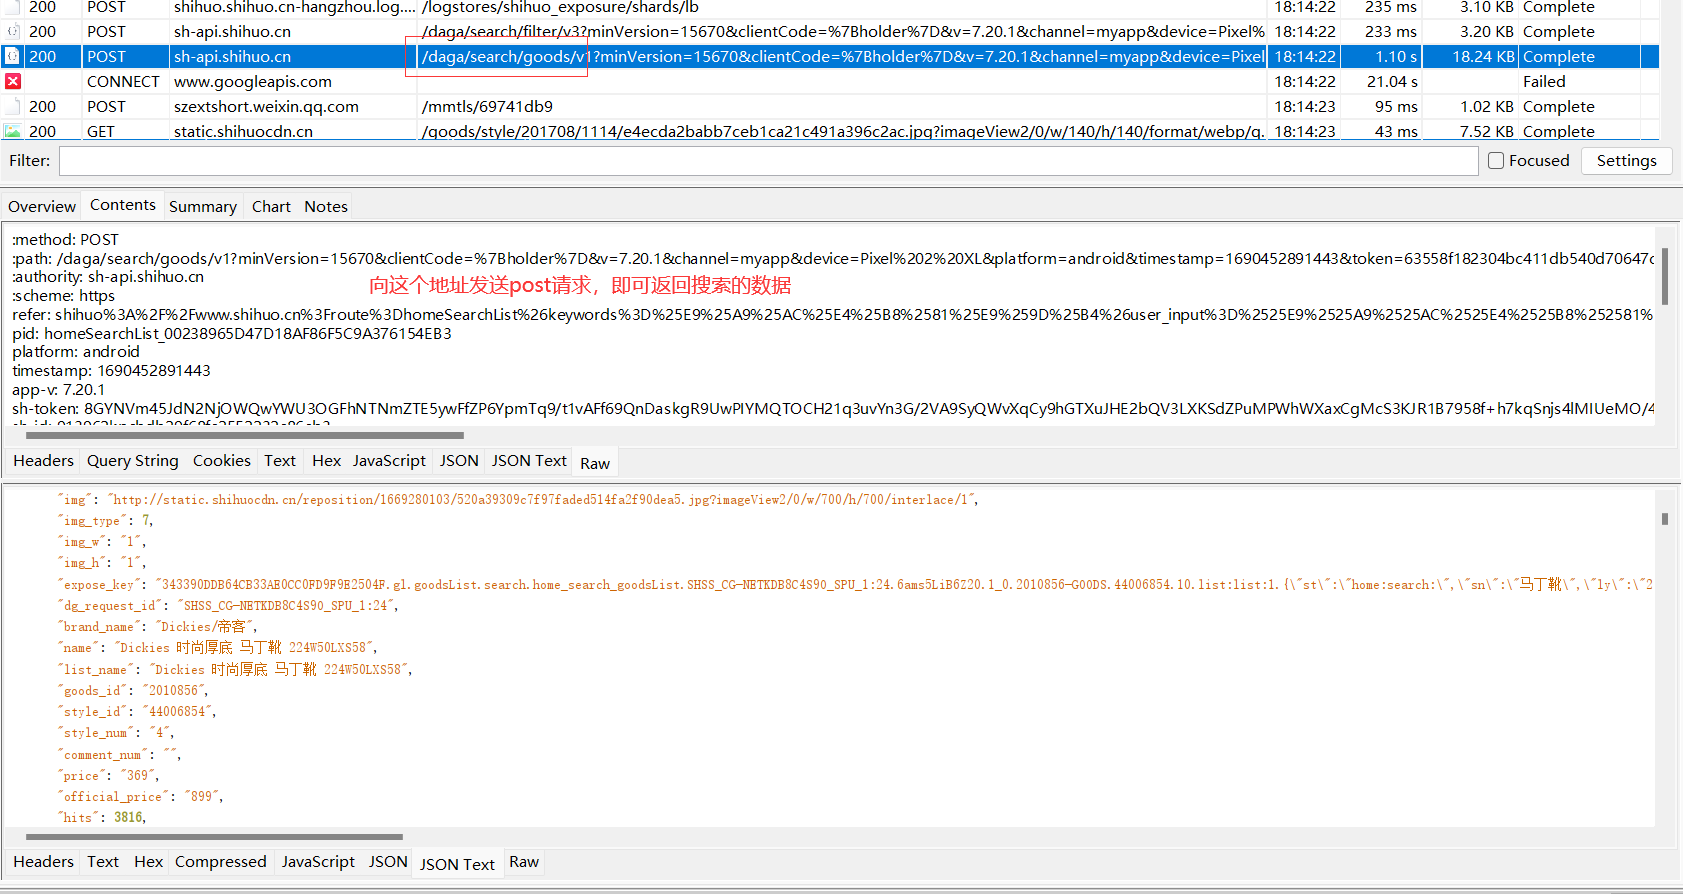 200 POST shihuo.shihuo.cn-hangzhou.log.... /logstores/shihuo_exposure/shards/lb 18:14:22 235 ms 3.10 KB Complete
200 POST sh-api.shihuo.cn /daga/search/filter/v3?minVersion=15670&clientCode=%7Bholder%7D&v=7.20.1&channel=myapp&device=Pixel% 18:14:22 233 ms 3.20 KB Complete
200 POST sh-api.shihuo.cn /daga/search/goods/v1?minVersion=15670&clientCode=%7Bholder%7D&v=7.20.1&channel=myapp&device=Pixel 18:14:22 1.10 s 18.24 KB Complete
CONNECT www.googleapis.com 18:14:22 21.04 s Failed
200 POST szextshort.weixin.qq.com /mmtls/69741db9 18:14:23 95 ms 1.02 KB Complete
200 GET static.shihuocdn.cn /goods/style/201708/1114/e4ecda2babb7ceb1ca21c491a396c2ac.jpg?imageView2/0/w/140/h/140/format/webp/q. 18:14:23 43 ms 7.52 KB Complete
Filter: Focused Settings
Overview Contents Summary Chart Notes
:method: POST
:path: /daga/search/goods/v1?minVersion=15670&clientCode=%7Bholder%7D&v=7.20.1&channel=myapp&device=Pixel%202%20XL&platform=android&timestamp=1690452891443&token=63558f182304bc411db540d70647c
:authority: sh-api.shihuo.cn
向这个地址发送post请求，即可返回搜索的数据
:scheme: https
refer: shihuo%3A%2F%2Fwww.shihuo.cn%3Froute%3DhomeSearchList%26keywords%3D%25E9%25A9%25AC%25E4%25B8%2581%25E9%259D%25B4%26user_input%3D%2525E9%2525A9%2525AC%2525E4%2525B8%252581%
pid: homeSearchList_00238965D47D18AF86F5C9A376154EB3
platform: android
timestamp: 1690452891443
app-v: 7.20.1
sh-token: 8GYNVm45JdN2NjOWQwYWU3OGFhNTNmZTE5ywFfZP6YpmTq9/t1vAFf69QnDaskgR9UwPIYMQTOCH21q3uvYn3G/2VA9SyQWvXqCy9hGTXuJHE2bQV3LXKSdZPuMPWhWXaxCgMcS3KJR1B7958f+h7kqSnjs4lMIUeMO/4
Headers Query String Cookies Text Hex JavaScript JSON JSON Text Raw
"img": "http://static.shihuocdn.cn/reposition/1669280103/520a39309c7f97faded514fa2f90dea5.jpg?imageView2/0/w/700/h/700/interlace/1",
"img_type": 7,
"img_w": "1",
"img_h": "1",
"expose_key": "343390DDB64CB33AE0CC0FD9F9E2504F.gl.goodsList.search.home_search_goodsList.SHSS_CG-NETKDB8C4S90_SPU_1:24.6ams5LiB6Z20.1_0.2010856-GOODS.44006854.10.list:list:1.{\"st\":\"home:search:\",\"sn\":\"马丁靴\",\"ly\":\"2
"dg_request_id": "SHSS_CG-NETKDB8C4S90_SPU_1:24",
"brand_name": "Dickies/帝客",
"name": "Dickies 时尚厚底 马丁靴 224W50LXS58",
"list_name": "Dickies 时尚厚底 马丁靴 224W50LXS58",
"goods_id": "2010856",
"style_id": "44006854",
"style_num": "4",
"comment_num": "",
"price": "369",
"official_price": "899",
"hits": 3816,
Headers Text Hex Compressed JavaScript JSON JSON Text Raw